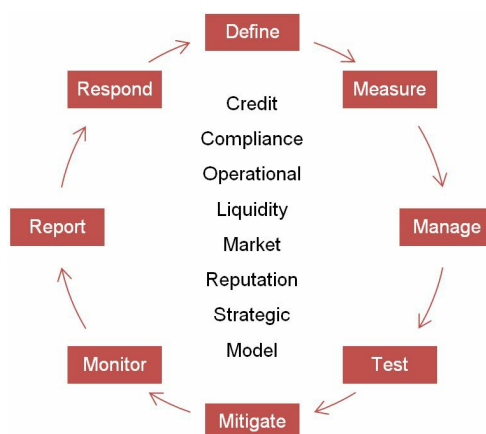 Define
Respond
Measure
Credit
Compliance
Operational
Liquidity
Market
Reputation
Strategic
Model
Report
Manage
Monitor
Test
Mitigate